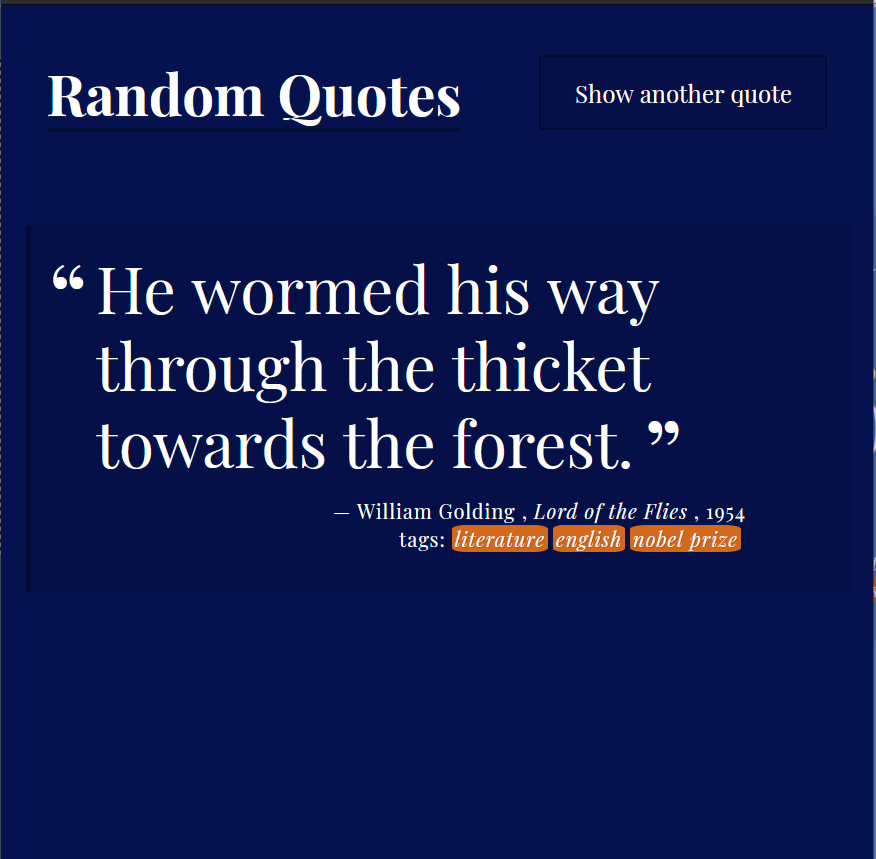 Random Quotes
Show another quote
“ He wormed his way
through the thicket
towards the forest. ”
— William Golding , Lord of the Flies , 1954
tags: literature english nobel prize